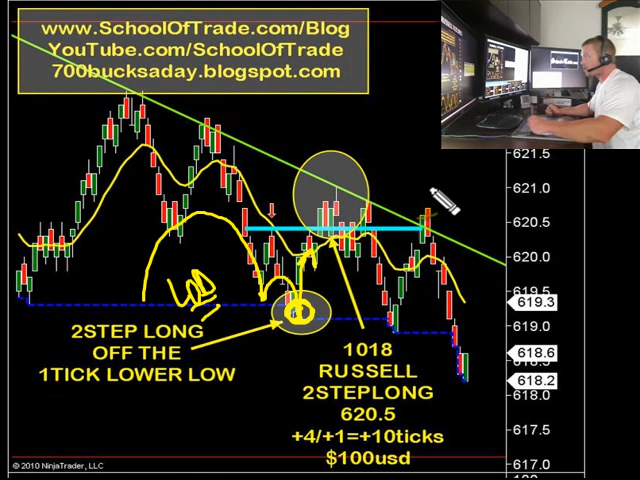 www.SchoolOfTrade.com/Blog
YouTube.com/SchoolOfTrade
700bucksaday.blogspot.com
621.5
621.0
620.5
620.0
619.5
619.3
619.0
618.6
618.2
618.0
617.5
617.0
LOD
2STEP LONG
OFF THE
1TICK LOWER LOW
1018
RUSSELL
2STEPLONG
620.5
+4/+1=+10ticks
$100usd
© 2010 NinjaTrader, LLC